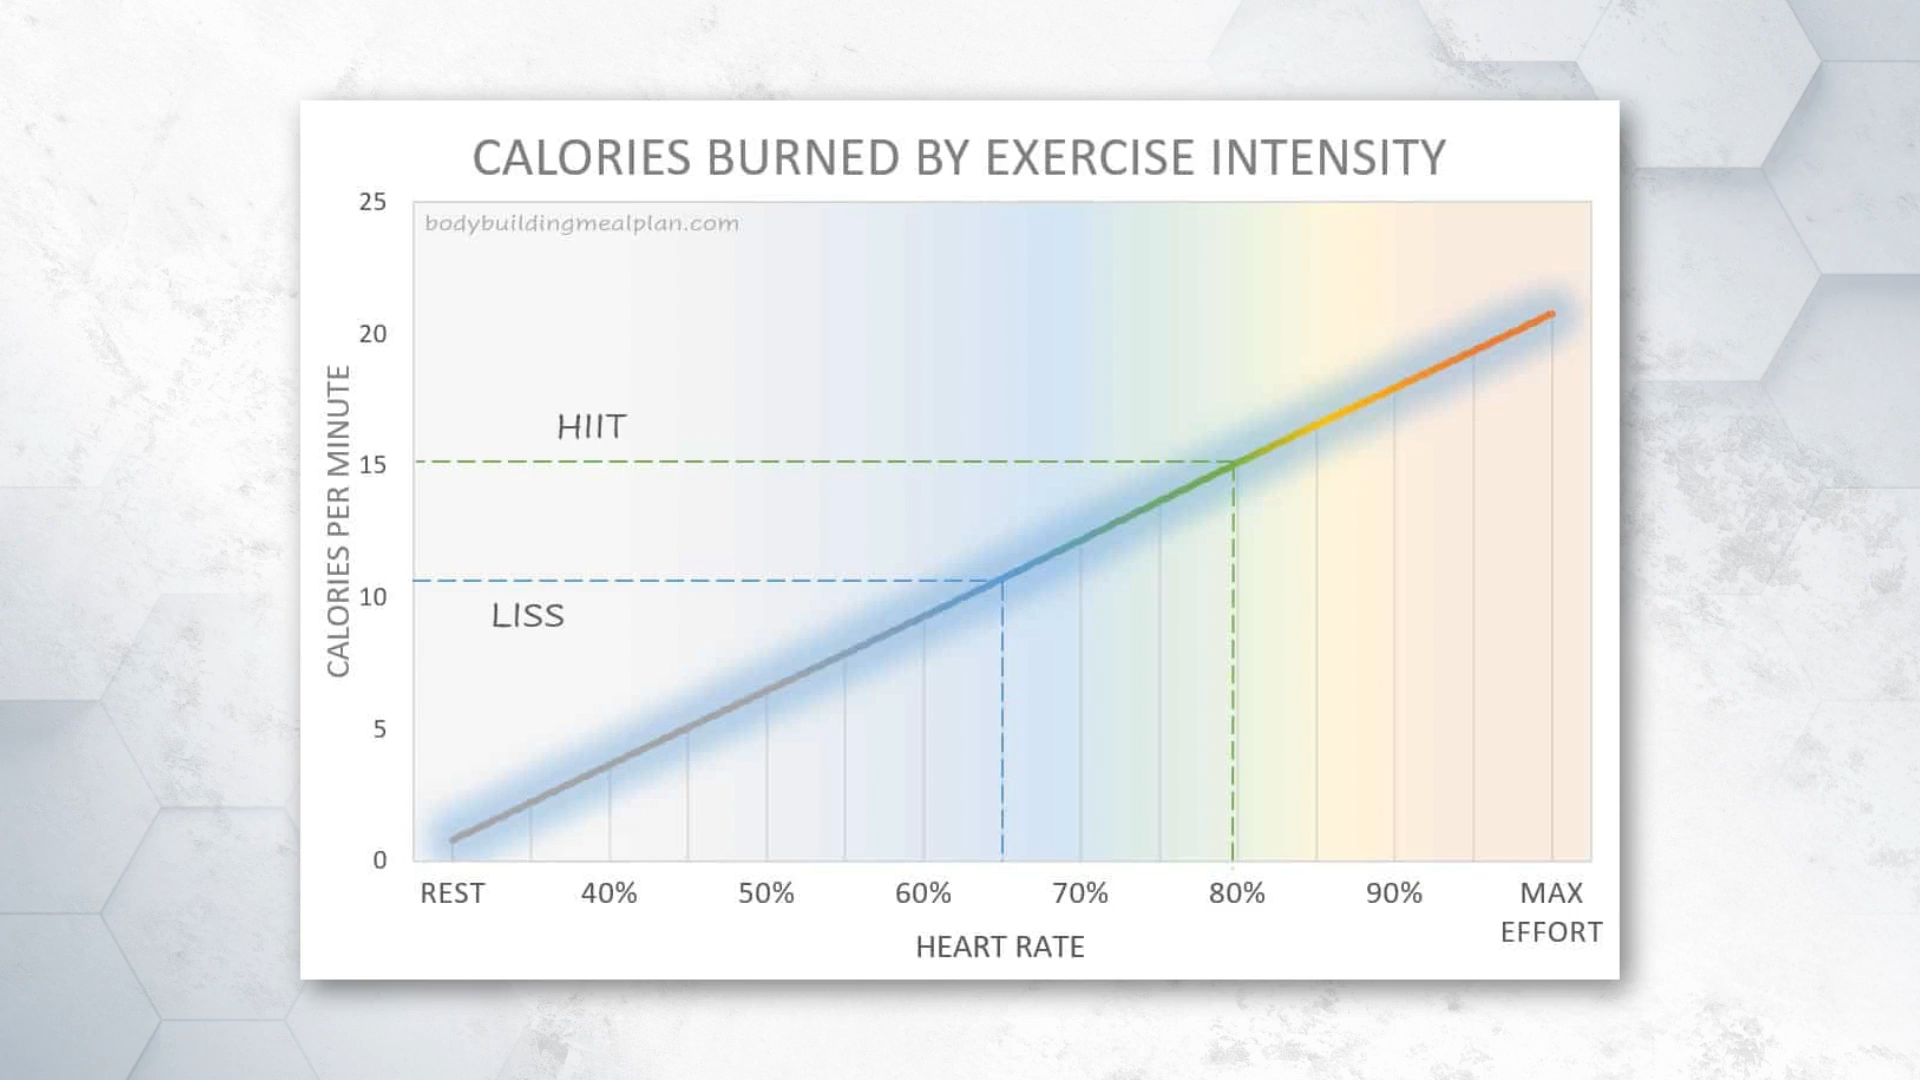 CALORIES BURNED BY EXERCISE INTENSITY
bodybuildingmealplan.com
CALORIES PER MINUTE
25
20
15
10
5
0
HIIT
LISS
REST 40% 50% 60% 70% 80% 90% MAX EFFORT
HEART RATE